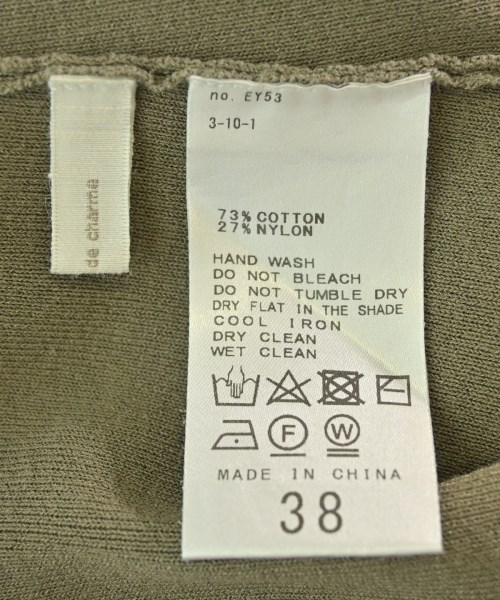 de charme
no. EY53
3-10-1
73% COTTON
27% NYLON
HAND WASH
DO NOT BLEACH
DO NOT TUMBLE DRY
DRY FLAT IN THE SHADE
COOL IRON
DRY CLEAN
WET CLEAN
F W
MADE IN CHINA
38